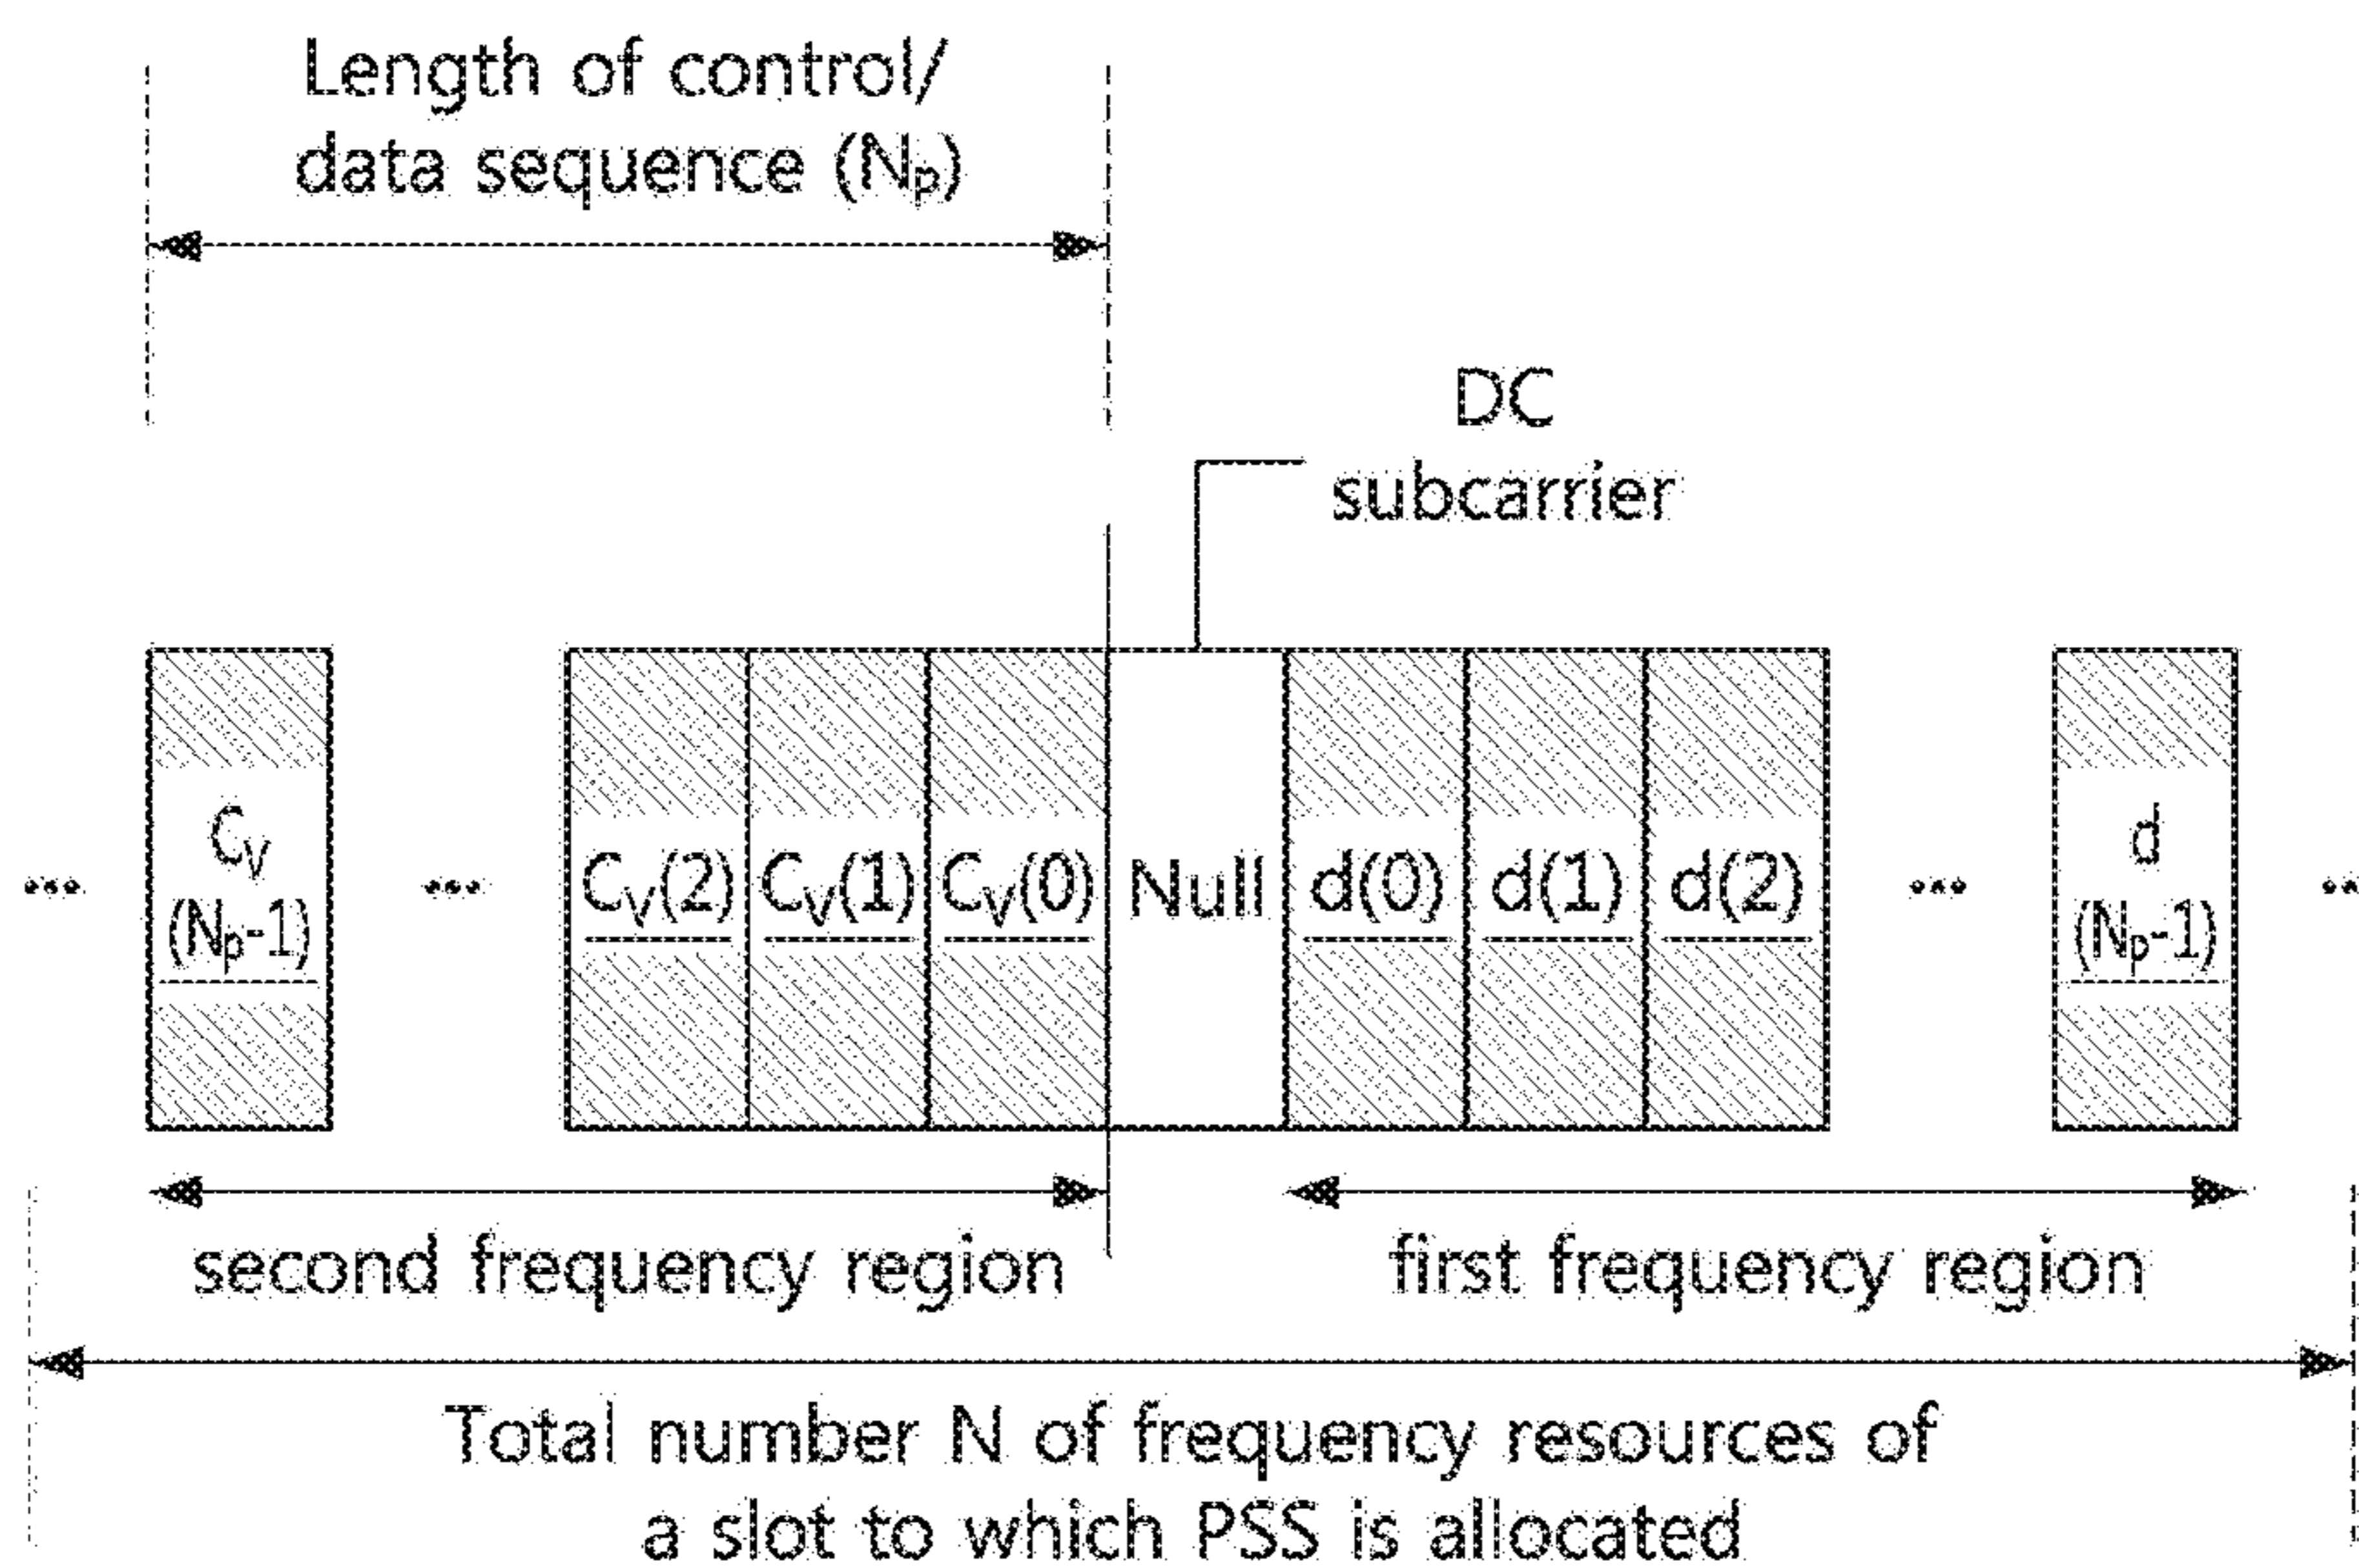 Length of control/
data sequence (Np)
DC
subcarrier
... Cv ... Cv(2) Cv(1) Cv(0) Null d(0) d(1) d(2) ... d ...
(Np-1) (Np-1)
second frequency region first frequency region
Total number N of frequency resources of
a slot to which PSS is allocated